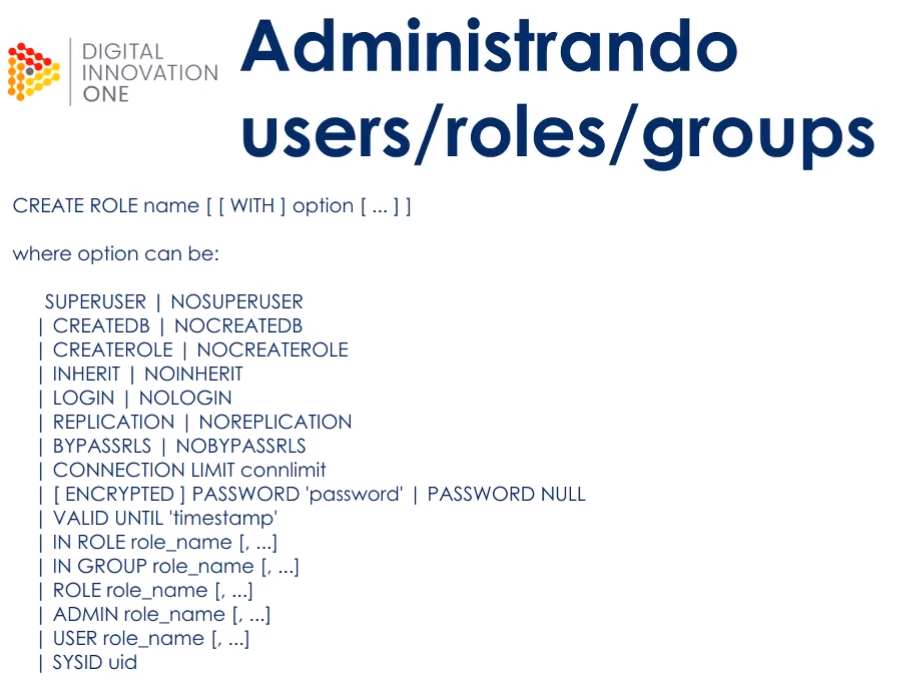 DIGITAL
INNOVATION
ONE
Administrando
users/roles/groups
CREATE ROLE name [ [ WITH ] option [ ... ] ]
where option can be:
SUPERUSER | NOSUPERUSER
| CREATEDB | NOCREATEDB
| CREATEROLE | NOCREATEROLE
| INHERIT | NOINHERIT
| LOGIN | NOLOGIN
| REPLICATION | NOREPLICATION
| BYPASSRLS | NOBYPASSRLS
| CONNECTION LIMIT connlimit
| [ ENCRYPTED ] PASSWORD 'password' | PASSWORD NULL
| VALID UNTIL 'timestamp'
| IN ROLE role_name [, ...]
| IN GROUP role_name [, ...]
| ROLE role_name [, ...]
| ADMIN role_name [, ...]
| USER role_name [, ...]
| SYSID uid